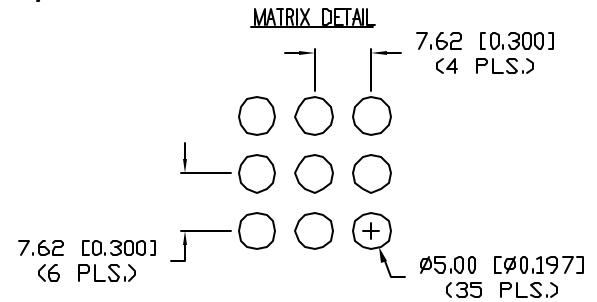 MATRIX DETAIL
7.62 [0.300]
(4 PLS.)
7.62 [0.300]
(6 PLS.)
Ø5.00 [Ø0.197]
(35 PLS.)